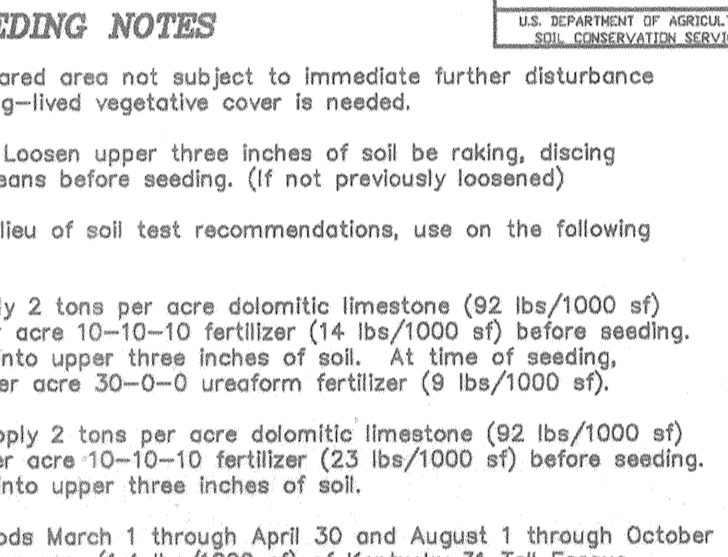 EDING NOTES
U.S. DEPARTMENT OF AGRICULT
SOIL CONSERVATION SERVI
ared area not subject to immediate further disturbance
g-lived vegetative cover is needed.
Loosen upper three inches of soil be raking, discing
eans before seeding. (If not previously loosened)
lieu of soil test recommendations, use on the following
ly 2 tons per acre dolomitic limestone (92 lbs/1000 sf)
r acre 10-10-10 fertilizer (14 lbs/1000 sf) before seeding.
nto upper three inches of soil. At time of seeding,
er acre 30-0-0 ureaform fertilizer (9 lbs/1000 sf).
pply 2 tons per acre dolomitic limestone (92 lbs/1000 sf)
er acre 10-10-10 fertilizer (23 lbs/1000 sf) before seeding.
nto upper three inches of soil.
ods March 1 through April 30 and August 1 through October